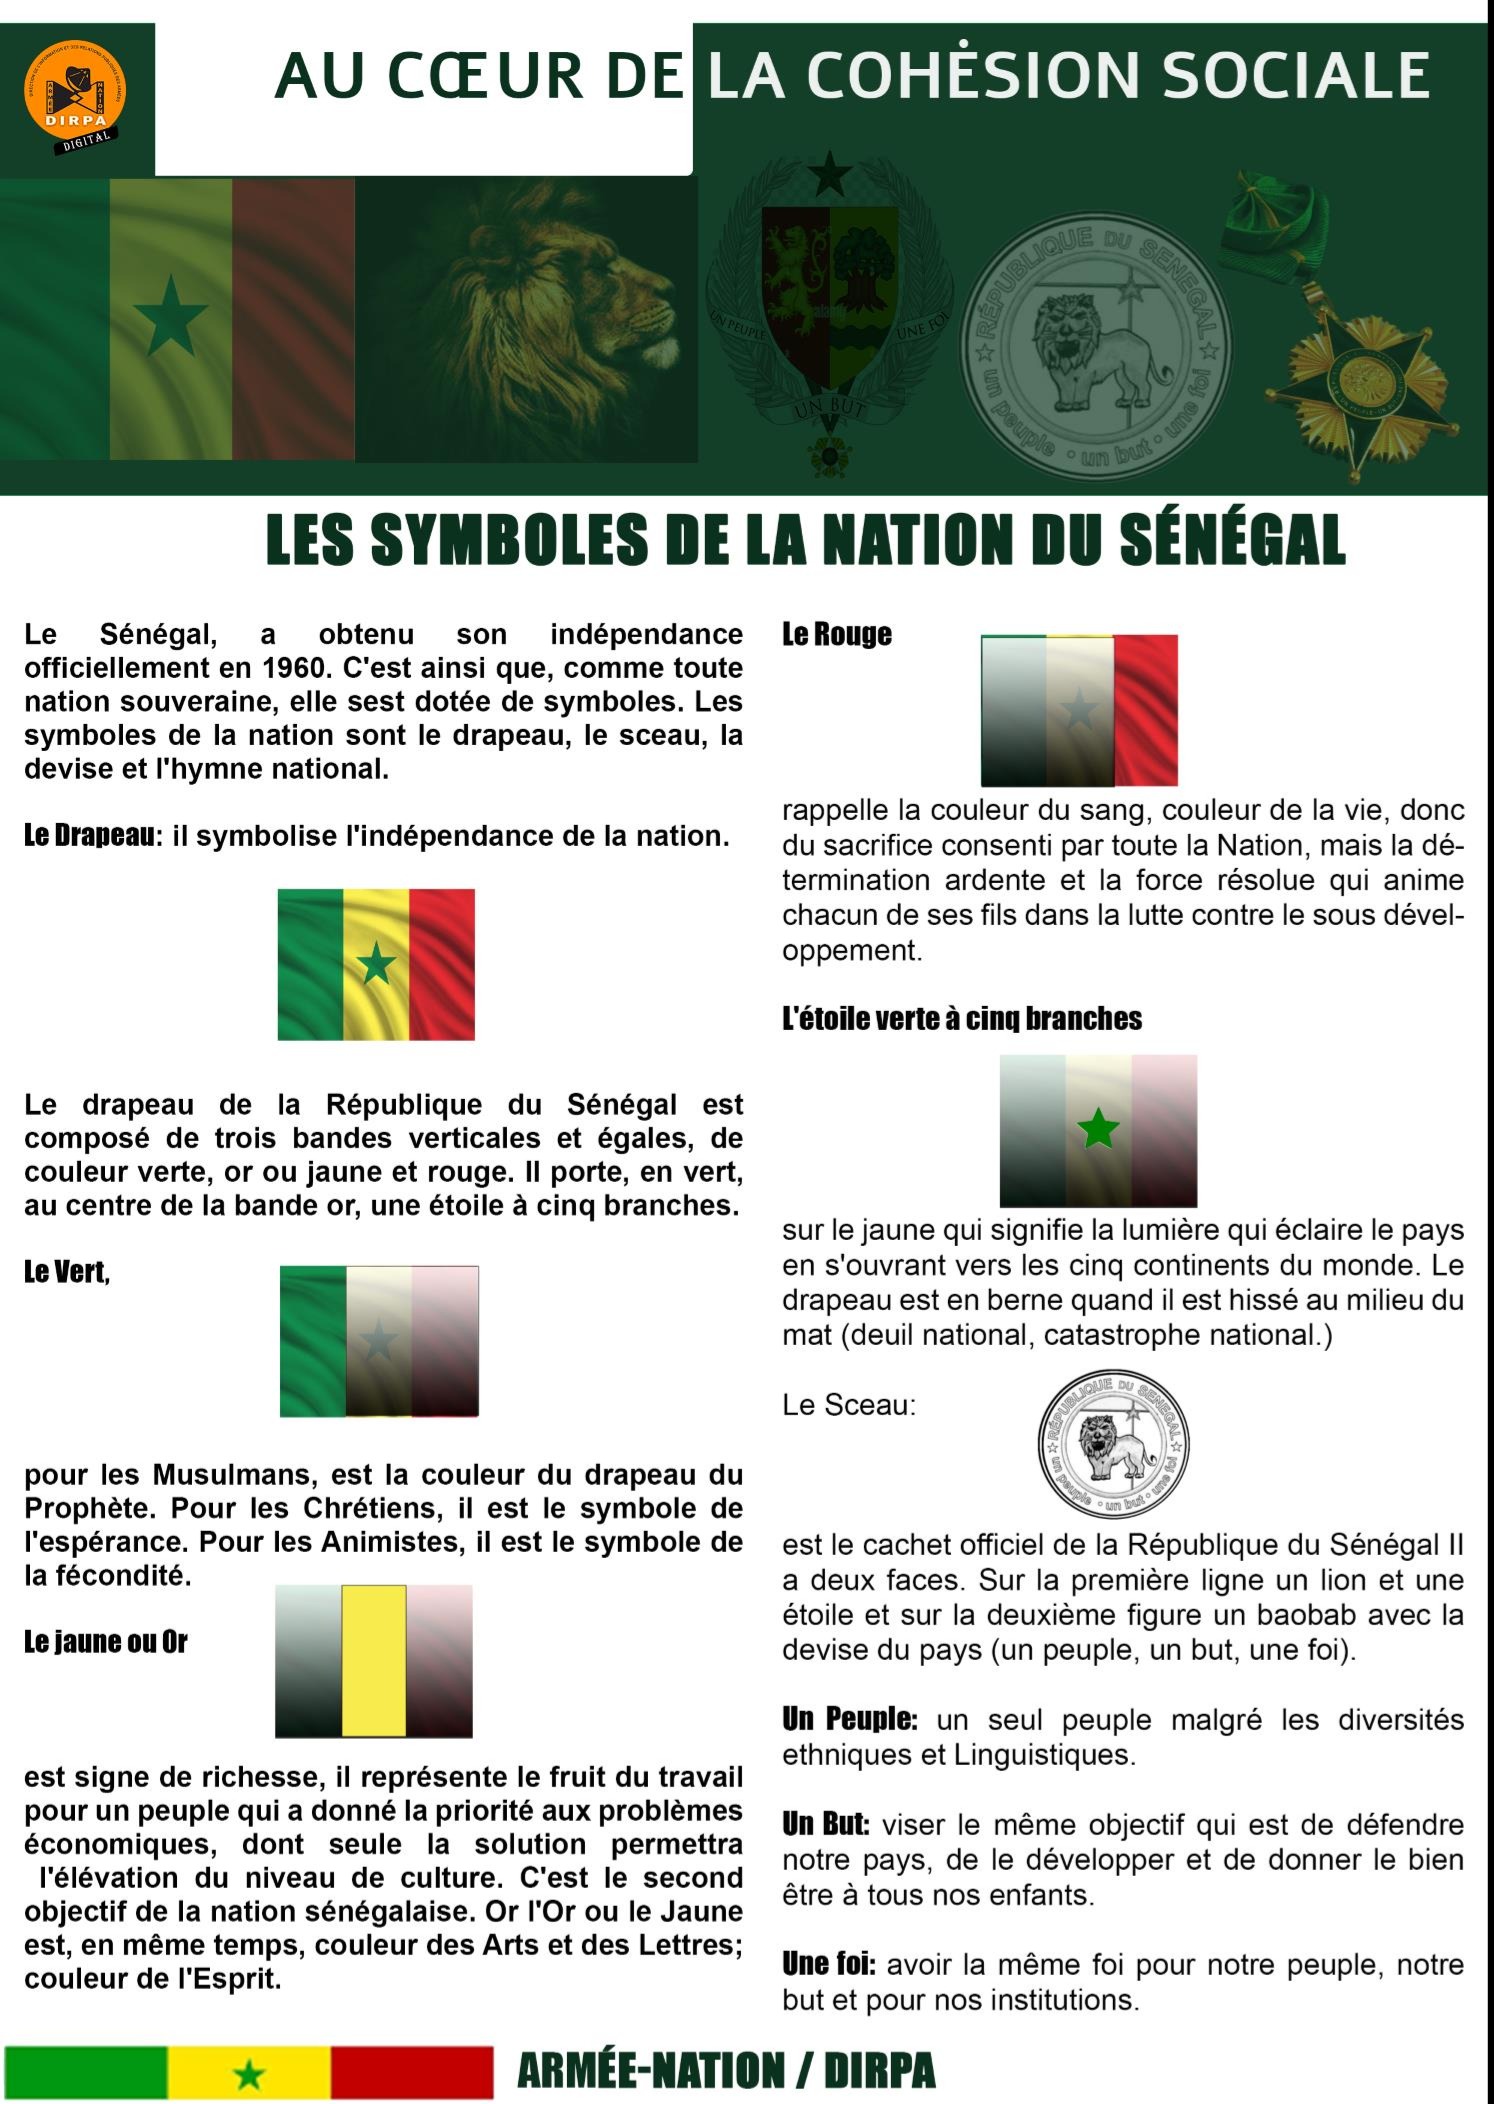 AU CŒUR DE LA COHĖSION SOCIALE
DIRECTION DE L'INFORMATION ET DES RELATIONS PUBLIQUES DES ARMÉES
ARMÉE
NATION
DIRPA
DIGITAL
UN PEUPLE
UN BUT
UNE FOI
RÉPUBLIQUE DU SENEGAL
un peuple • un but • une foi
LES SYMBOLES DE LA NATION DU SÉNÉGAL
Le Sénégal, a obtenu son indépendance
officiellement en 1960. C'est ainsi que, comme toute
nation souveraine, elle sest dotée de symboles. Les
symboles de la nation sont le drapeau, le sceau, la
devise et l'hymne national.
Le Drapeau: il symbolise l'indépendance de la nation.
Le drapeau de la République du Sénégal est
composé de trois bandes verticales et égales, de
couleur verte, or ou jaune et rouge. Il porte, en vert,
au centre de la bande or, une étoile à cinq branches.
Le Vert,
pour les Musulmans, est la couleur du drapeau du
Prophète. Pour les Chrétiens, il est le symbole de
l'espérance. Pour les Animistes, il est le symbole de
la fécondité.
Le jaune ou Or
est signe de richesse, il représente le fruit du travail
pour un peuple qui a donné la priorité aux problèmes
économiques, dont seule la solution permettra
l'élévation du niveau de culture. C'est le second
objectif de la nation sénégalaise. Or l'Or ou le Jaune
est, en même temps, couleur des Arts et des Lettres;
couleur de l'Esprit.
Le Rouge
rappelle la couleur du sang, couleur de la vie, donc
du sacrifice consenti par toute la Nation, mais la dé-
termination ardente et la force résolue qui anime
chacun de ses fils dans la lutte contre le sous dével-
oppement.
L'étoile verte à cinq branches
sur le jaune qui signifie la lumière qui éclaire le pays
en s'ouvrant vers les cinq continents du monde. Le
drapeau est en berne quand il est hissé au milieu du
mat (deuil national, catastrophe national.)
Le Sceau:
RÉPUBLIQUE DU SENEGAL
un peuple • un but • une foi
est le cachet officiel de la République du Sénégal II
a deux faces. Sur la première ligne un lion et une
étoile et sur la deuxième figure un baobab avec la
devise du pays (un peuple, un but, une foi).
Un Peuple: un seul peuple malgré les diversités
ethniques et Linguistiques.
Un But: viser le même objectif qui est de défendre
notre pays, de le développer et de donner le bien
être à tous nos enfants.
Une foi: avoir la même foi pour notre peuple, notre
but et pour nos institutions.
ARMÉE-NATION / DIRPA